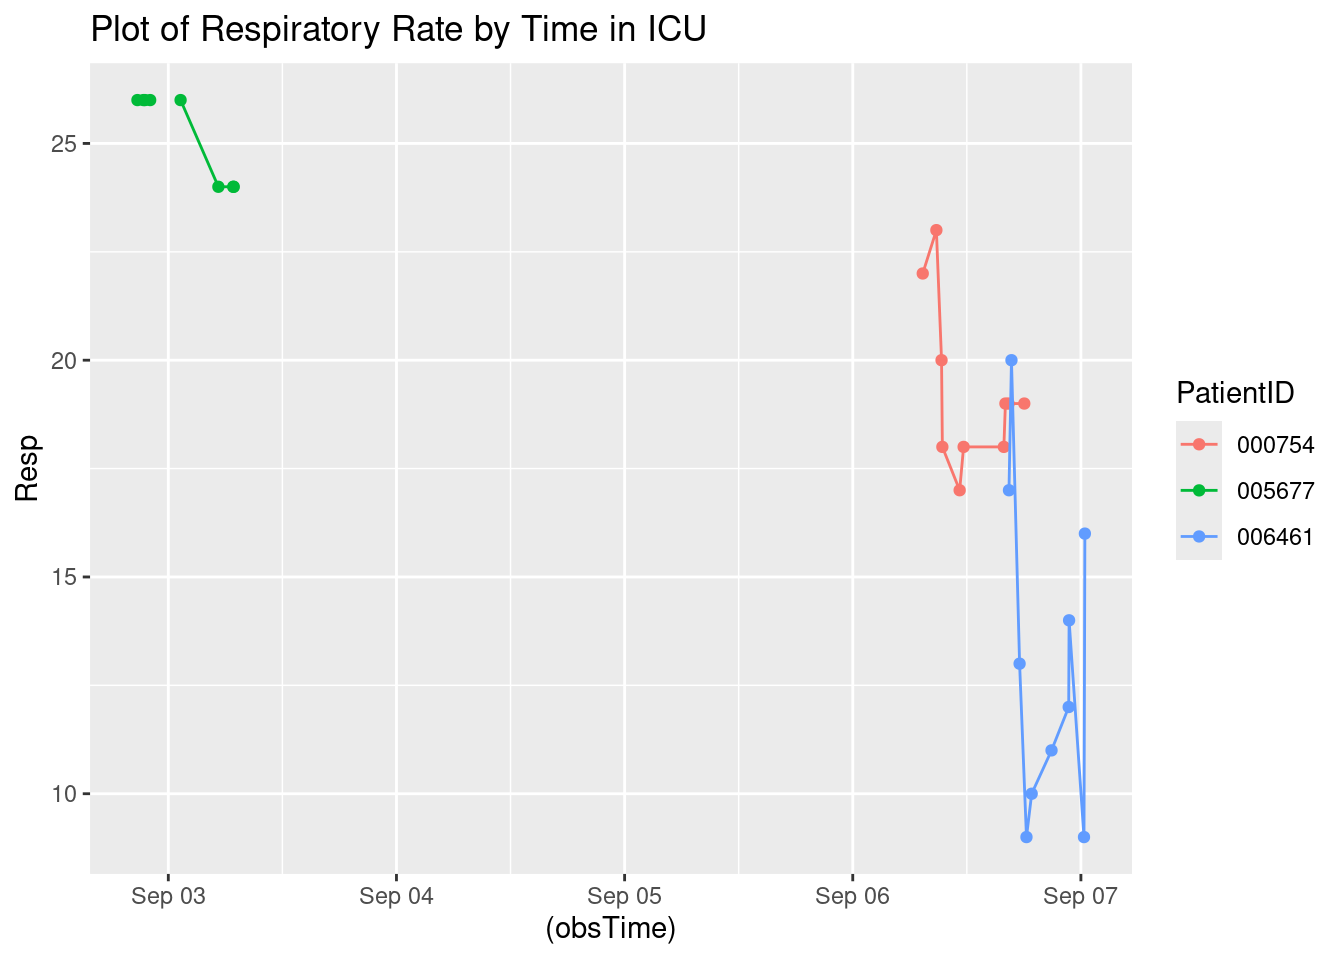 Plot of Respiratory Rate by Time in ICU
25
20
15
10
Resp
Sep 03
Sep 04
Sep 05
Sep 06
Sep 07
(obsTime)
PatientID
000754
005677
006461